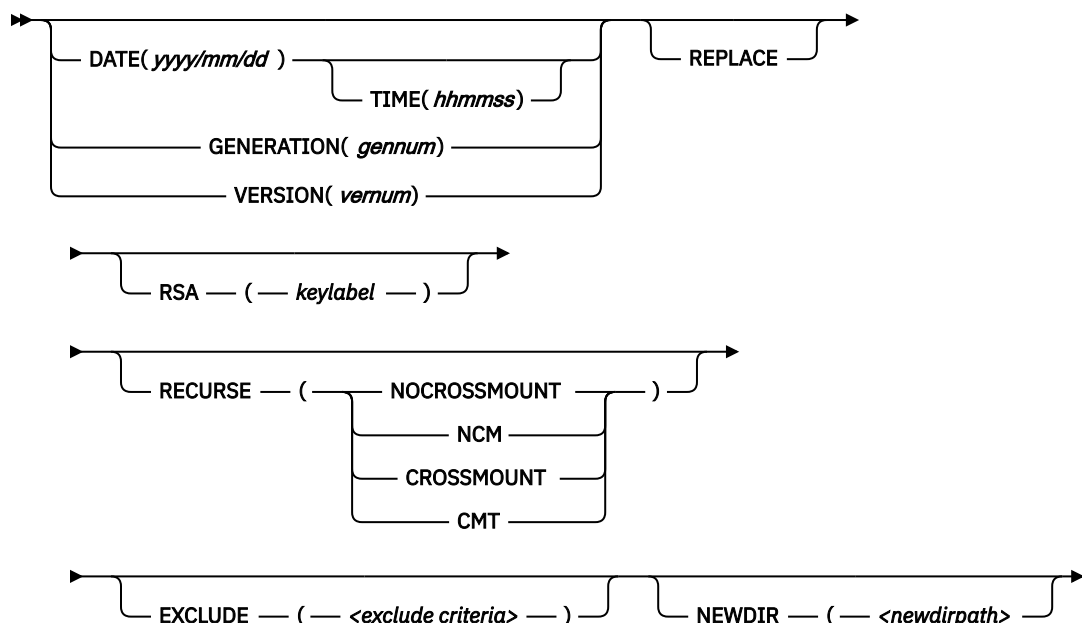 DATE( yyyy/mm/dd )
REPLACE
TIME( hhmmss )
GENERATION( gennum)
VERSION( vernum)
RSA ( keylabel )
RECURSE ( NOCROSSMOUNT )
NCM
CROSSMOUNT
CMT
EXCLUDE ( <exclude criteria> ) NEWDIR ( <newdirpath>